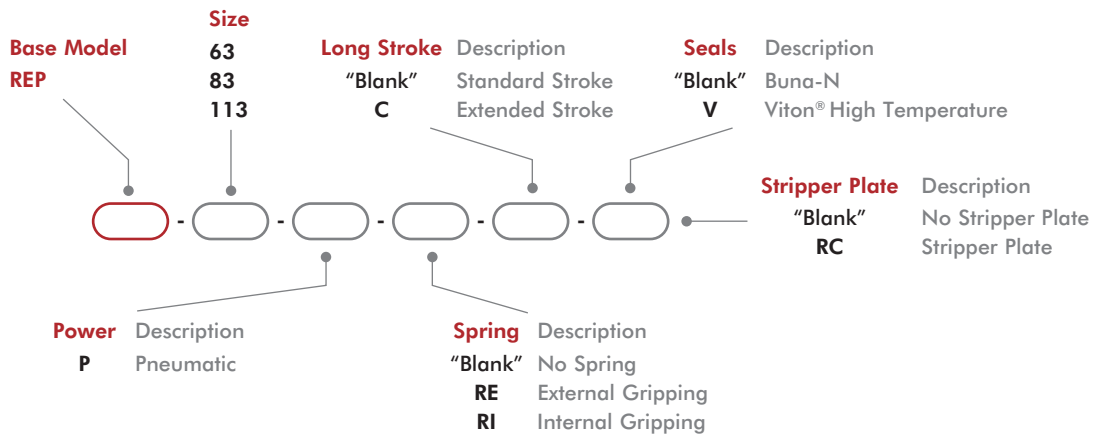 Size
Base Model 63 Long Stroke Description Seals Description
REP 83 “Blank” Standard Stroke “Blank” Buna-N
113 C Extended Stroke V Viton® High Temperature
Stripper Plate Description
“Blank” No Stripper Plate
- - - - -
RC Stripper Plate
Power Description Spring Description
P Pneumatic “Blank” No Spring
RE External Gripping
RI Internal Gripping